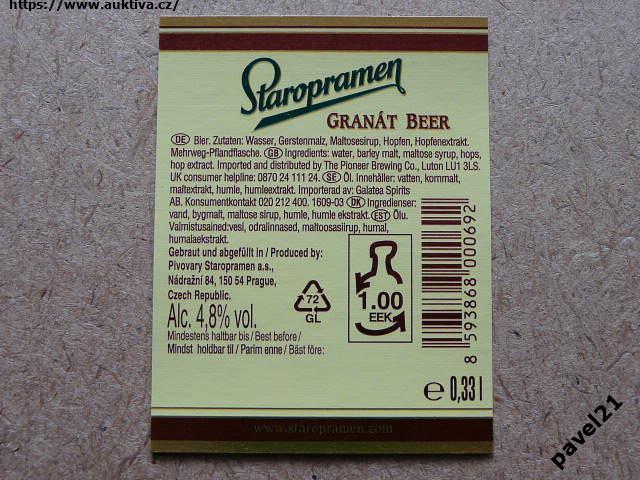 https://www.auktiva.cz/
Staropramen
GRANÁT BEER
DE Bier. Zutaten: Wasser, Gerstenmalz, Maltosesirup, Hopfen, Hopfenextrakt.
Mehrweg-Pflandflasche. GB Ingredients: water, barley malt, maltose syrup, hops,
hop extract. Imported and distributed by The Pioneer Brewing Co., Luton LU1 3LS.
UK consumer helpline: 0870 24 111 24. SE Öl. Innehåller: vatten, kornmalt,
maltextrakt, humle, humleextrakt. Importerad av: Galatea Spirits
AB. Konsumentkontakt 020 212 400. 1609-03 DK Ingredienser:
vand, bygmalt, maltose sirup, humle, humle ekstrakt. EST Õlu.
Valmistusained:vesi, odralinnased, maltoosasiirup, humal,
humalaekstrakt.
Gebraut und abgefüllt in / Produced by:
Pivovary Staropramen a.s.,
Nádražní 84, 150 54 Prague,
Czech Republic.
Alc. 4,8% vol.
Mindestens haltbar bis / Best before /
Mindst holdbar til / Parim enne / Bäst före:
72
GL
1.00
EEK
8 593868 000692
e 0,33 l
www.staropramen.com
pavel21